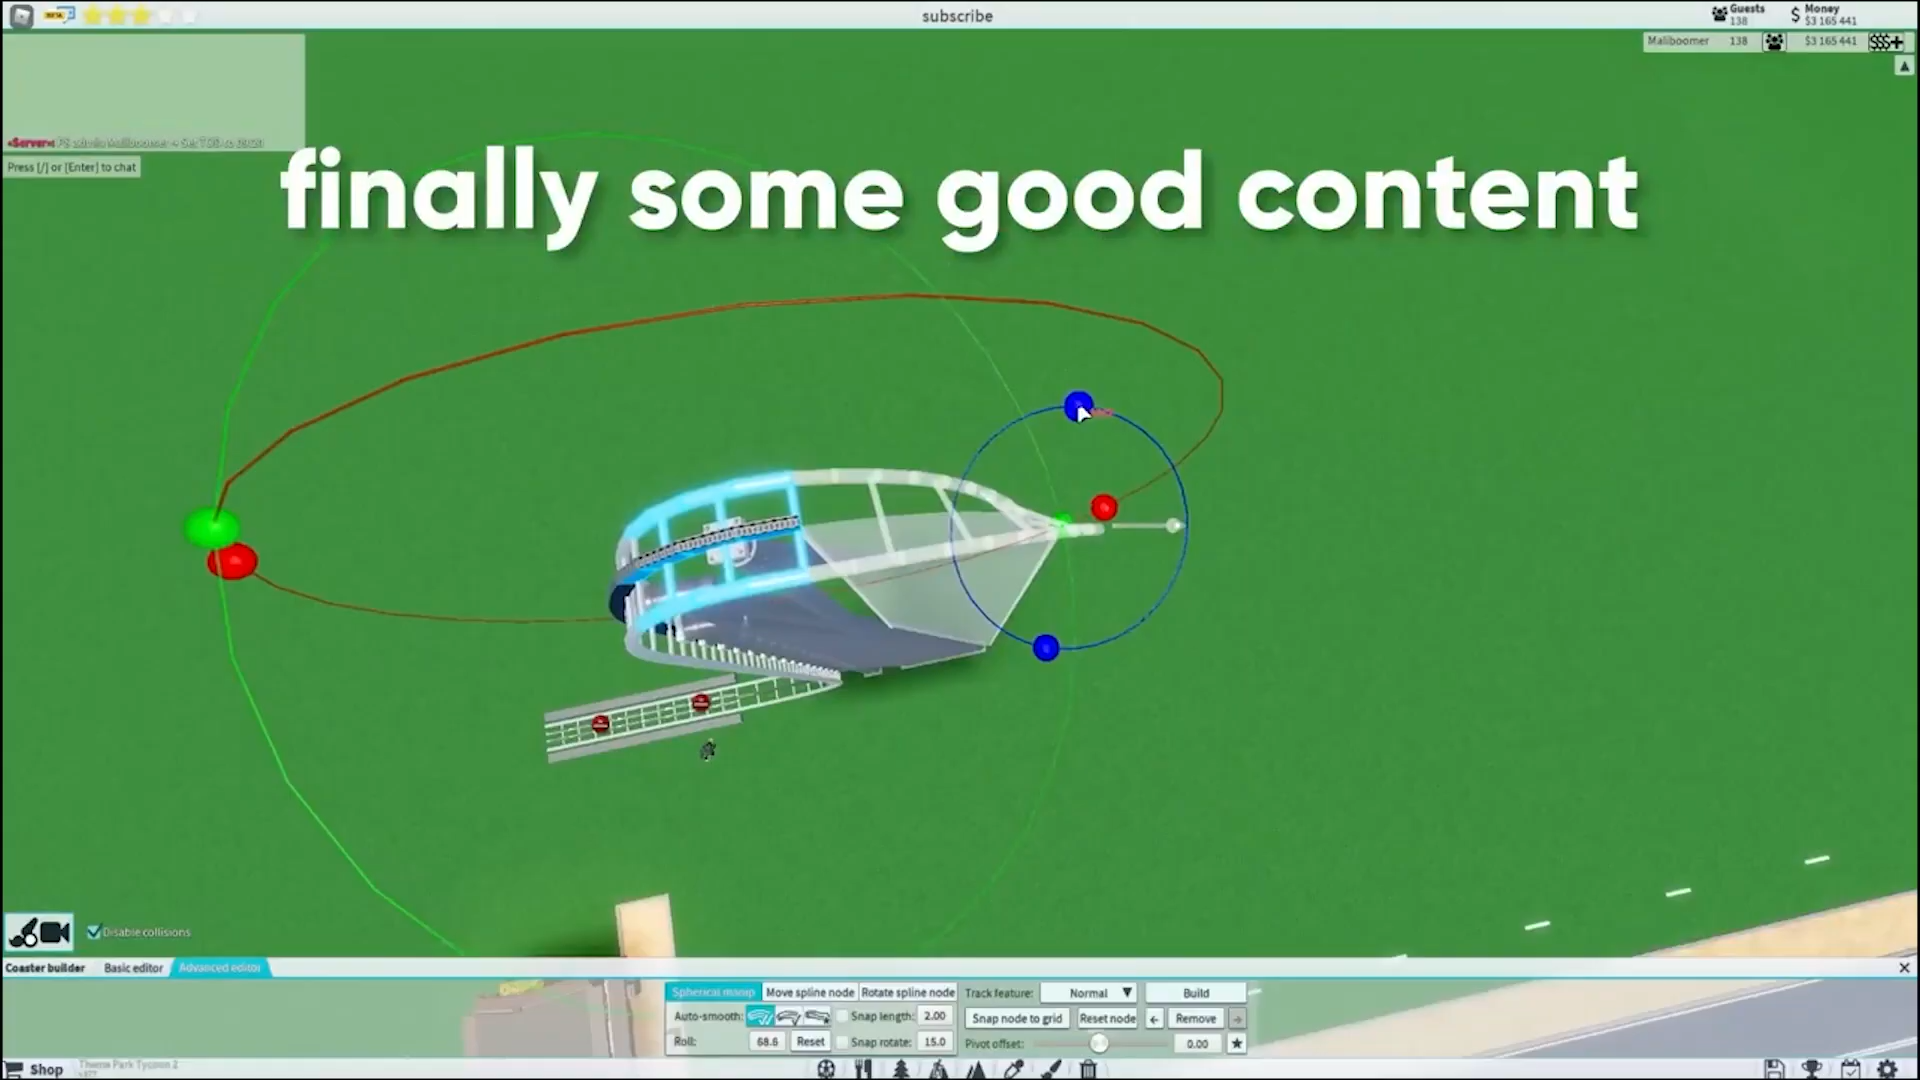 subscribe
Guests
138
Money
$3 165 441
Maliboomer 138 $3 165 441
Press [/] or [Enter] to chat
finally some good content
Disable collisions
Coaster builder Basic editor Advanced editor
Spherical manip Move spline node Rotate spline node Track feature: Normal Build
Auto-smooth: Snap length: 2.00 Snap node to grid Reset node Remove
Roll: 68.6 Reset Snap rotate: 15.0 Pivot offset: 0.00
Shop
Theme Park Tycoon 2